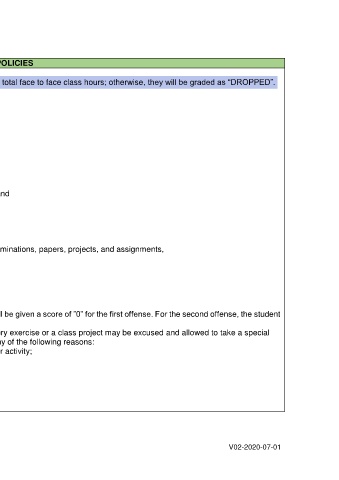 POLICIES
total face to face class hours; otherwise, they will be graded as “DROPPED”.
nd
minations, papers, projects, and assignments,
l be given a score of "0" for the first offense. For the second offense, the student
ry exercise or a class project may be excused and allowed to take a special
y of the following reasons:
r activity;
V02-2020-07-01